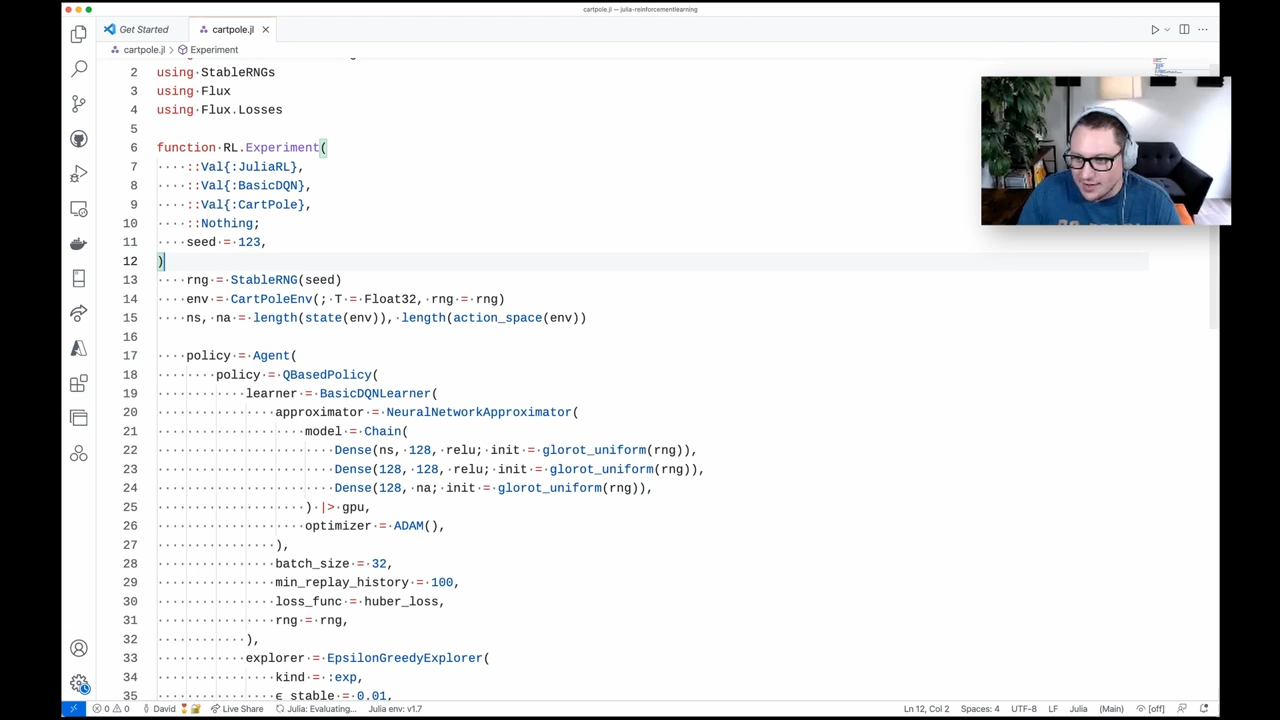 cartpole.jl — julia-reinforcementlearning
Get Started
cartpole.jl
cartpole.jl > Experiment
2 using StableRNGs
3 using Flux
4 using Flux.Losses
5
6 function RL.Experiment(
7 ::Val{:JuliaRL},
8 ::Val{:BasicDQN},
9 ::Val{:CartPole},
10 ::Nothing;
11 seed = 123,
12 )
13 rng = StableRNG(seed)
14 env = CartPoleEnv(; T = Float32, rng = rng)
15 ns, na = length(state(env)), length(action_space(env))
16
17 policy = Agent(
18 policy = QBasedPolicy(
19 learner = BasicDQNLearner(
20 approximator = NeuralNetworkApproximator(
21 model = Chain(
22 Dense(ns, 128, relu; init = glorot_uniform(rng)),
23 Dense(128, 128, relu; init = glorot_uniform(rng)),
24 Dense(128, na; init = glorot_uniform(rng)),
25 ) |> gpu,
26 optimizer = ADAM(),
27 ),
28 batch_size = 32,
29 min_replay_history = 100,
30 loss_func = huber_loss,
31 rng = rng,
32 ),
33 explorer = EpsilonGreedyExplorer(
34 kind = :exp,
35 ϵ_stable = 0.01,
0 0 David Live Share Julia: Evaluating... Julia env: v1.7 Ln 12, Col 2 Spaces: 4 UTF-8 LF Julia (Main) [off]